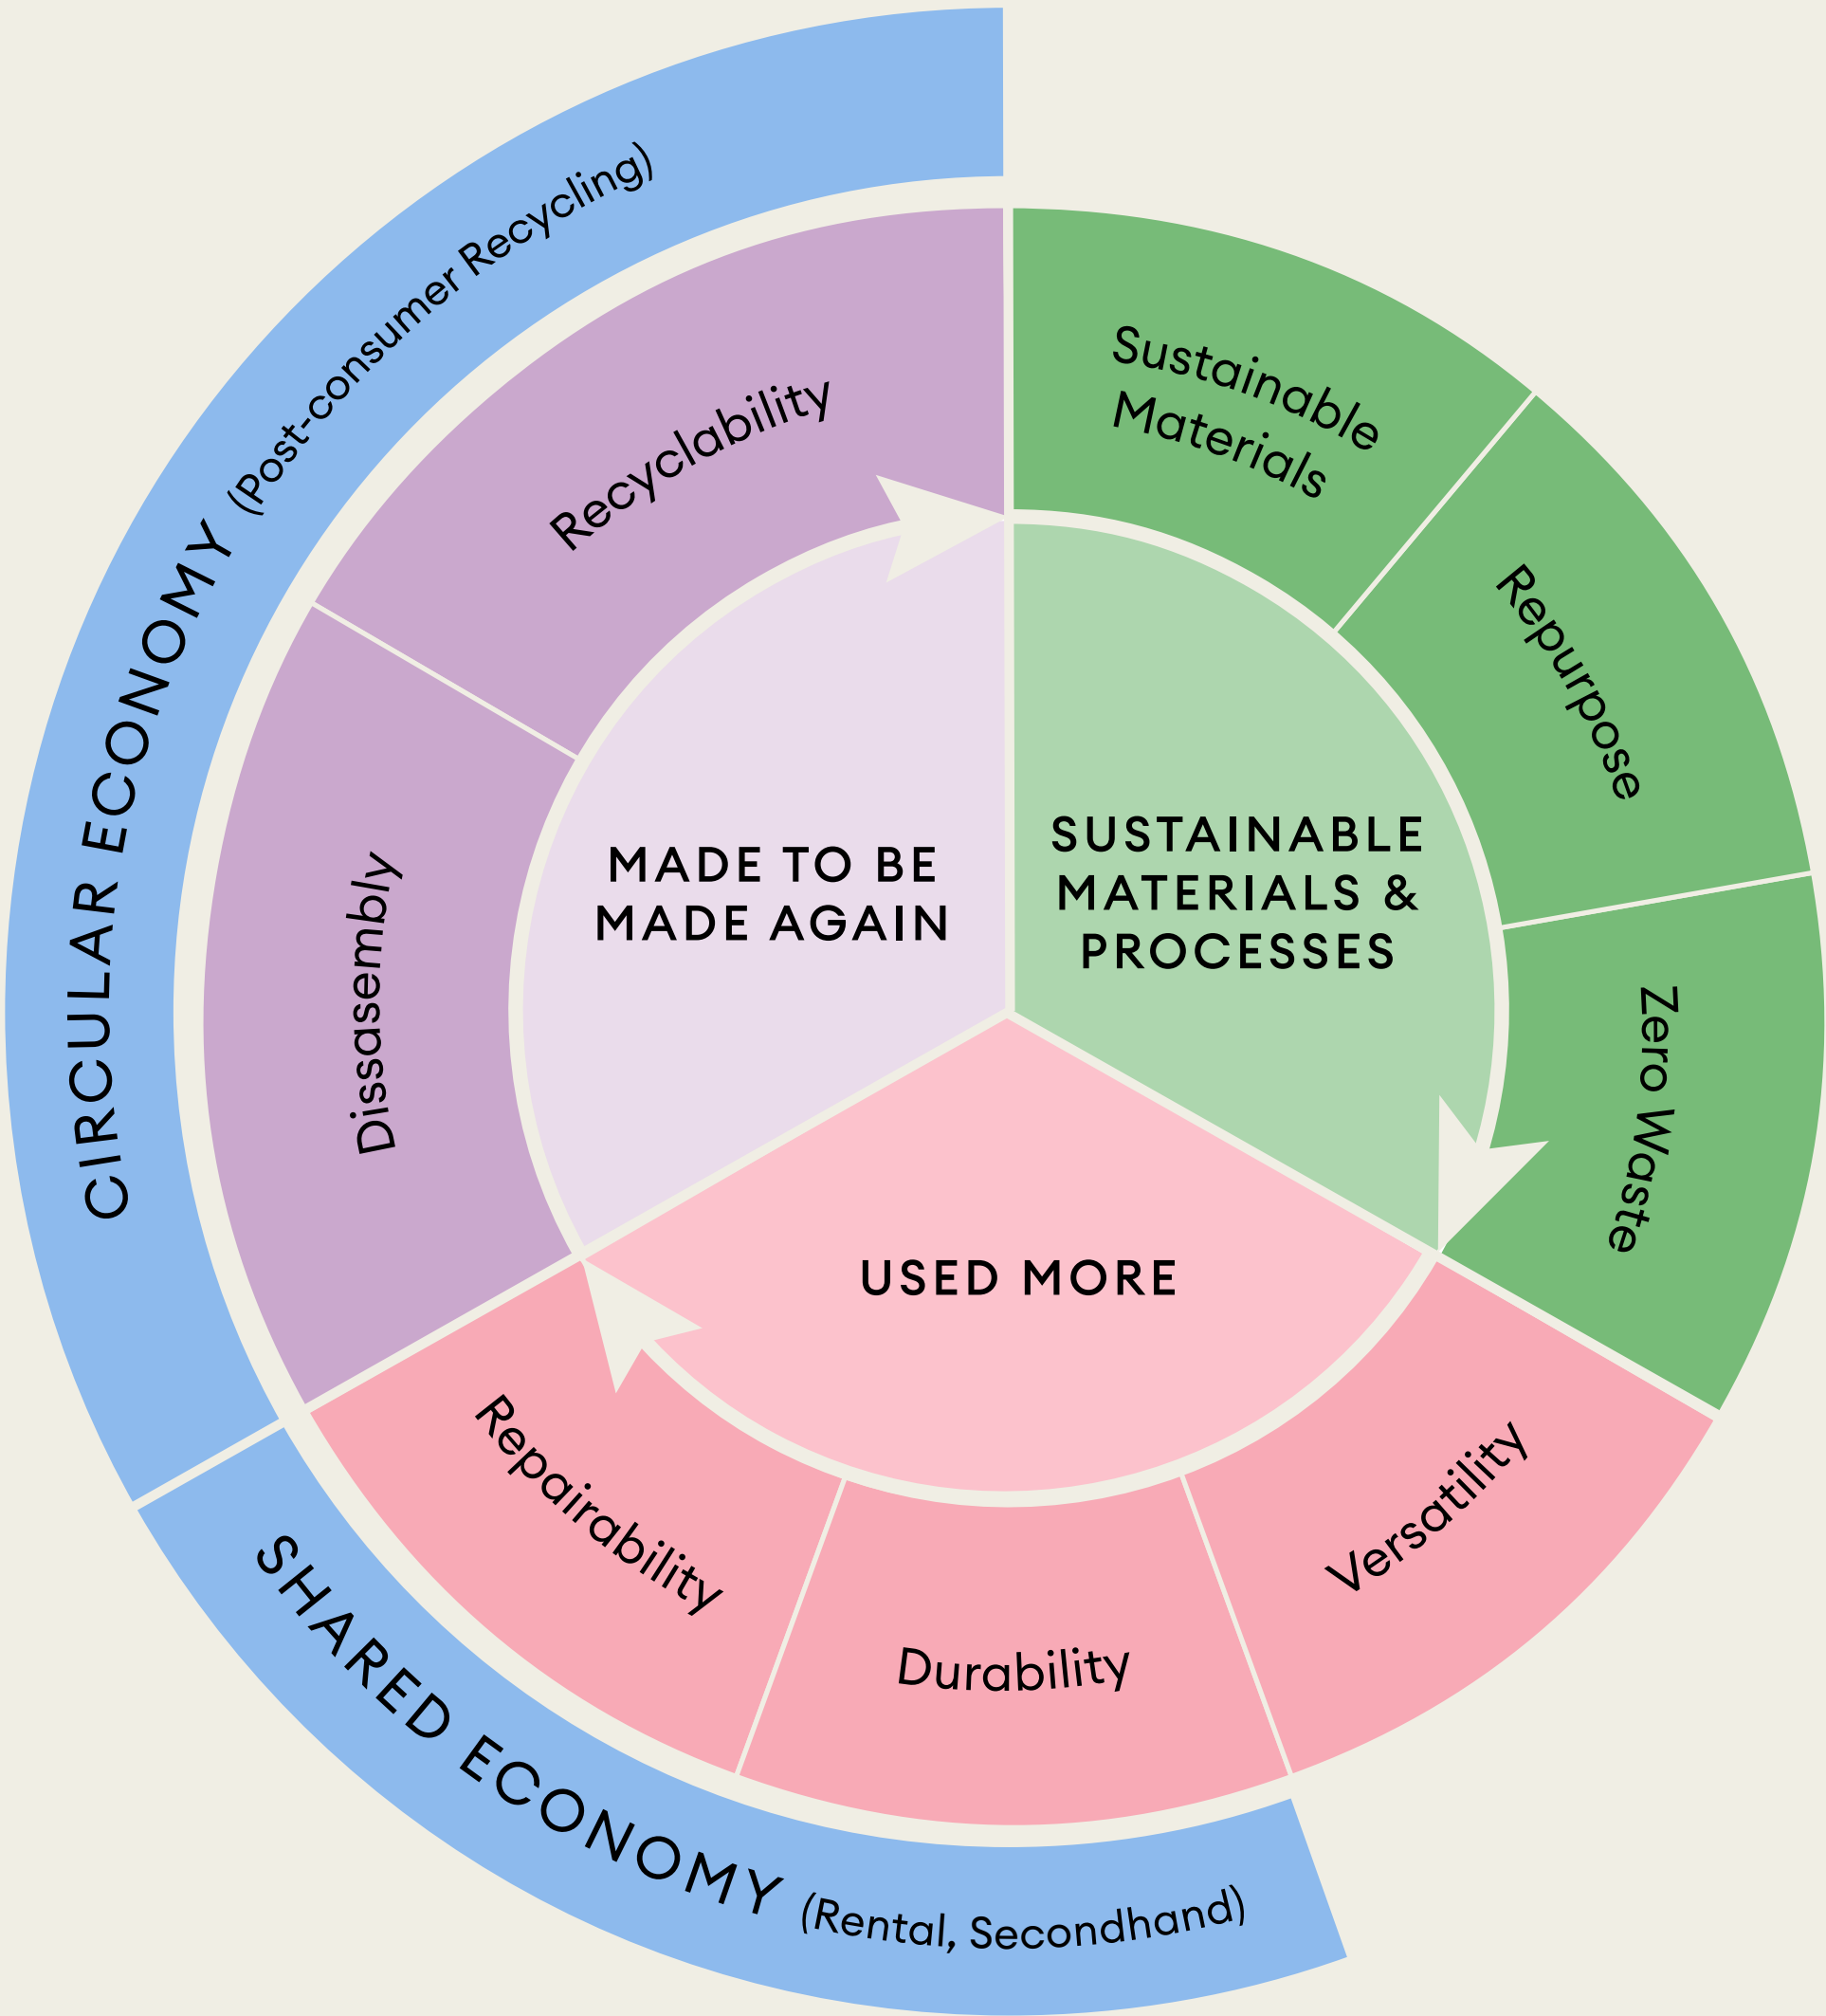 CIRCULAR ECONOMY (Post-consumer Recycling)
Recyclability
Sustainable
Materials
Repurpose
Disassembly
MADE TO BE
MADE AGAIN
SUSTAINABLE
MATERIALS &
PROCESSES
Zero Waste
USED MORE
Repairability
Durability
Versatility
SHARED ECONOMY (Rental, Secondhand)